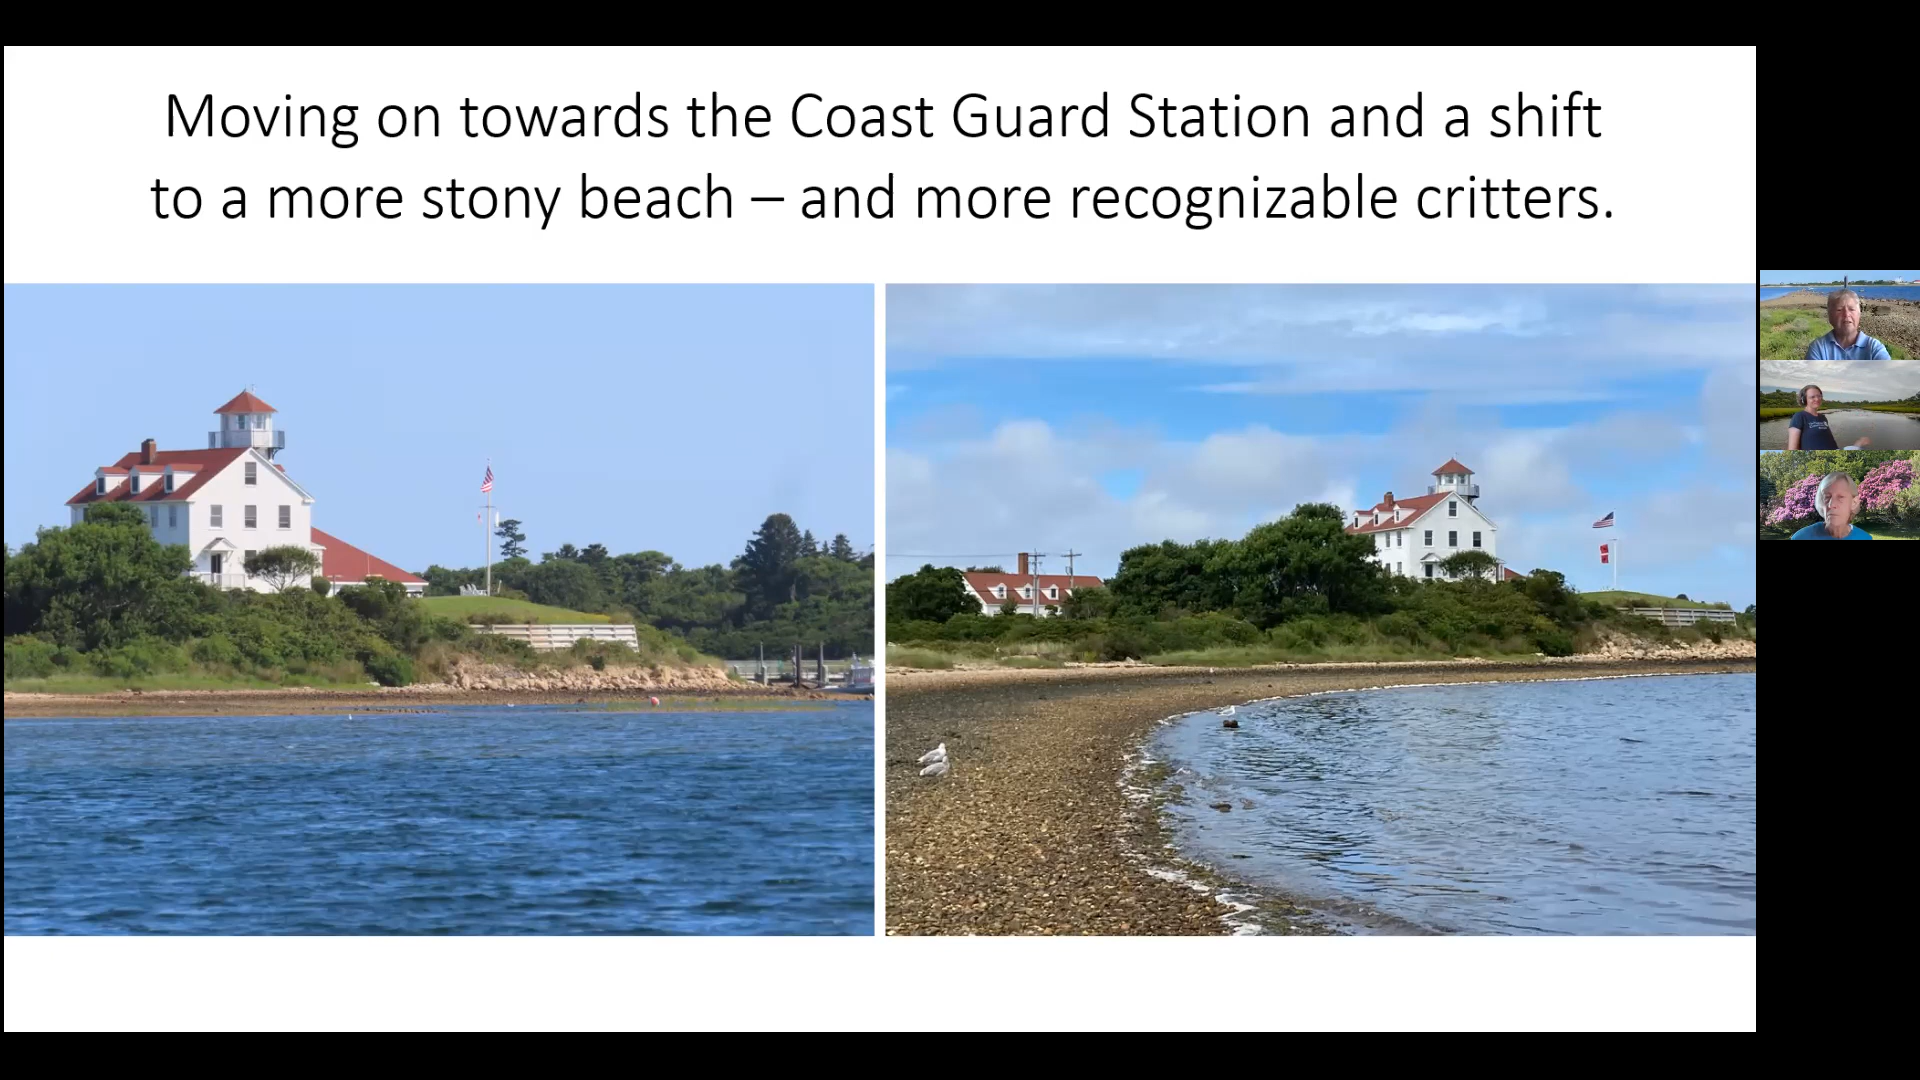 Moving on towards the Coast Guard Station and a shift
to a more stony beach – and more recognizable critters.